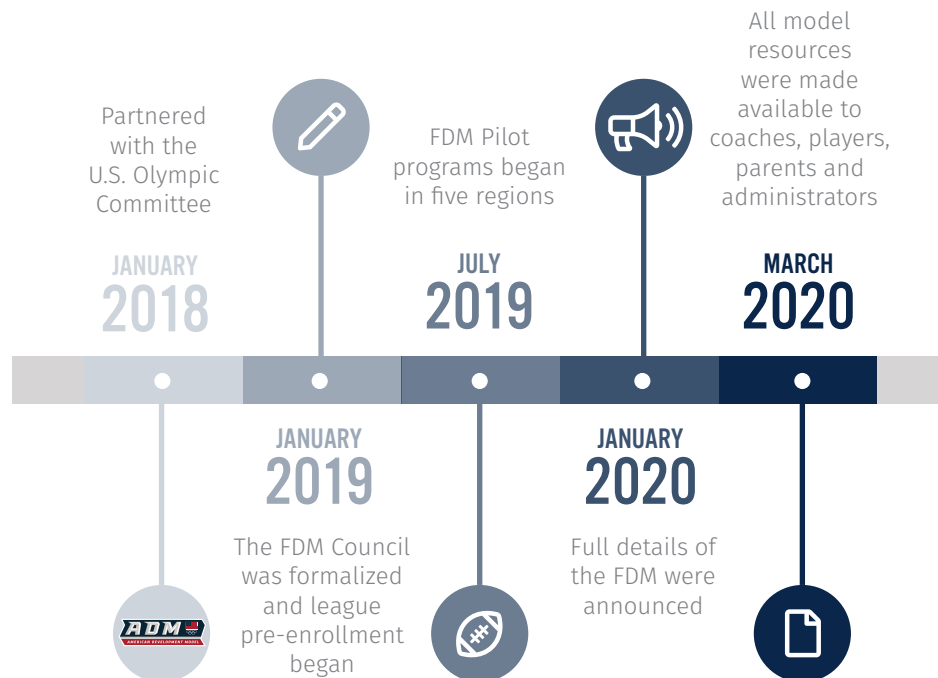 Partnered
with the
U.S. Olympic
Committee
JANUARY
2018
ADM
AMERICAN DEVELOPMENT MODEL
JANUARY
2019
The FDM Council
was formalized
and league
pre-enrollment
began
FDM Pilot
programs began
in five regions
JULY
2019
JANUARY
2020
Full details of
the FDM were
announced
All model
resources
were made
available to
coaches, players,
parents and
administrators
MARCH
2020